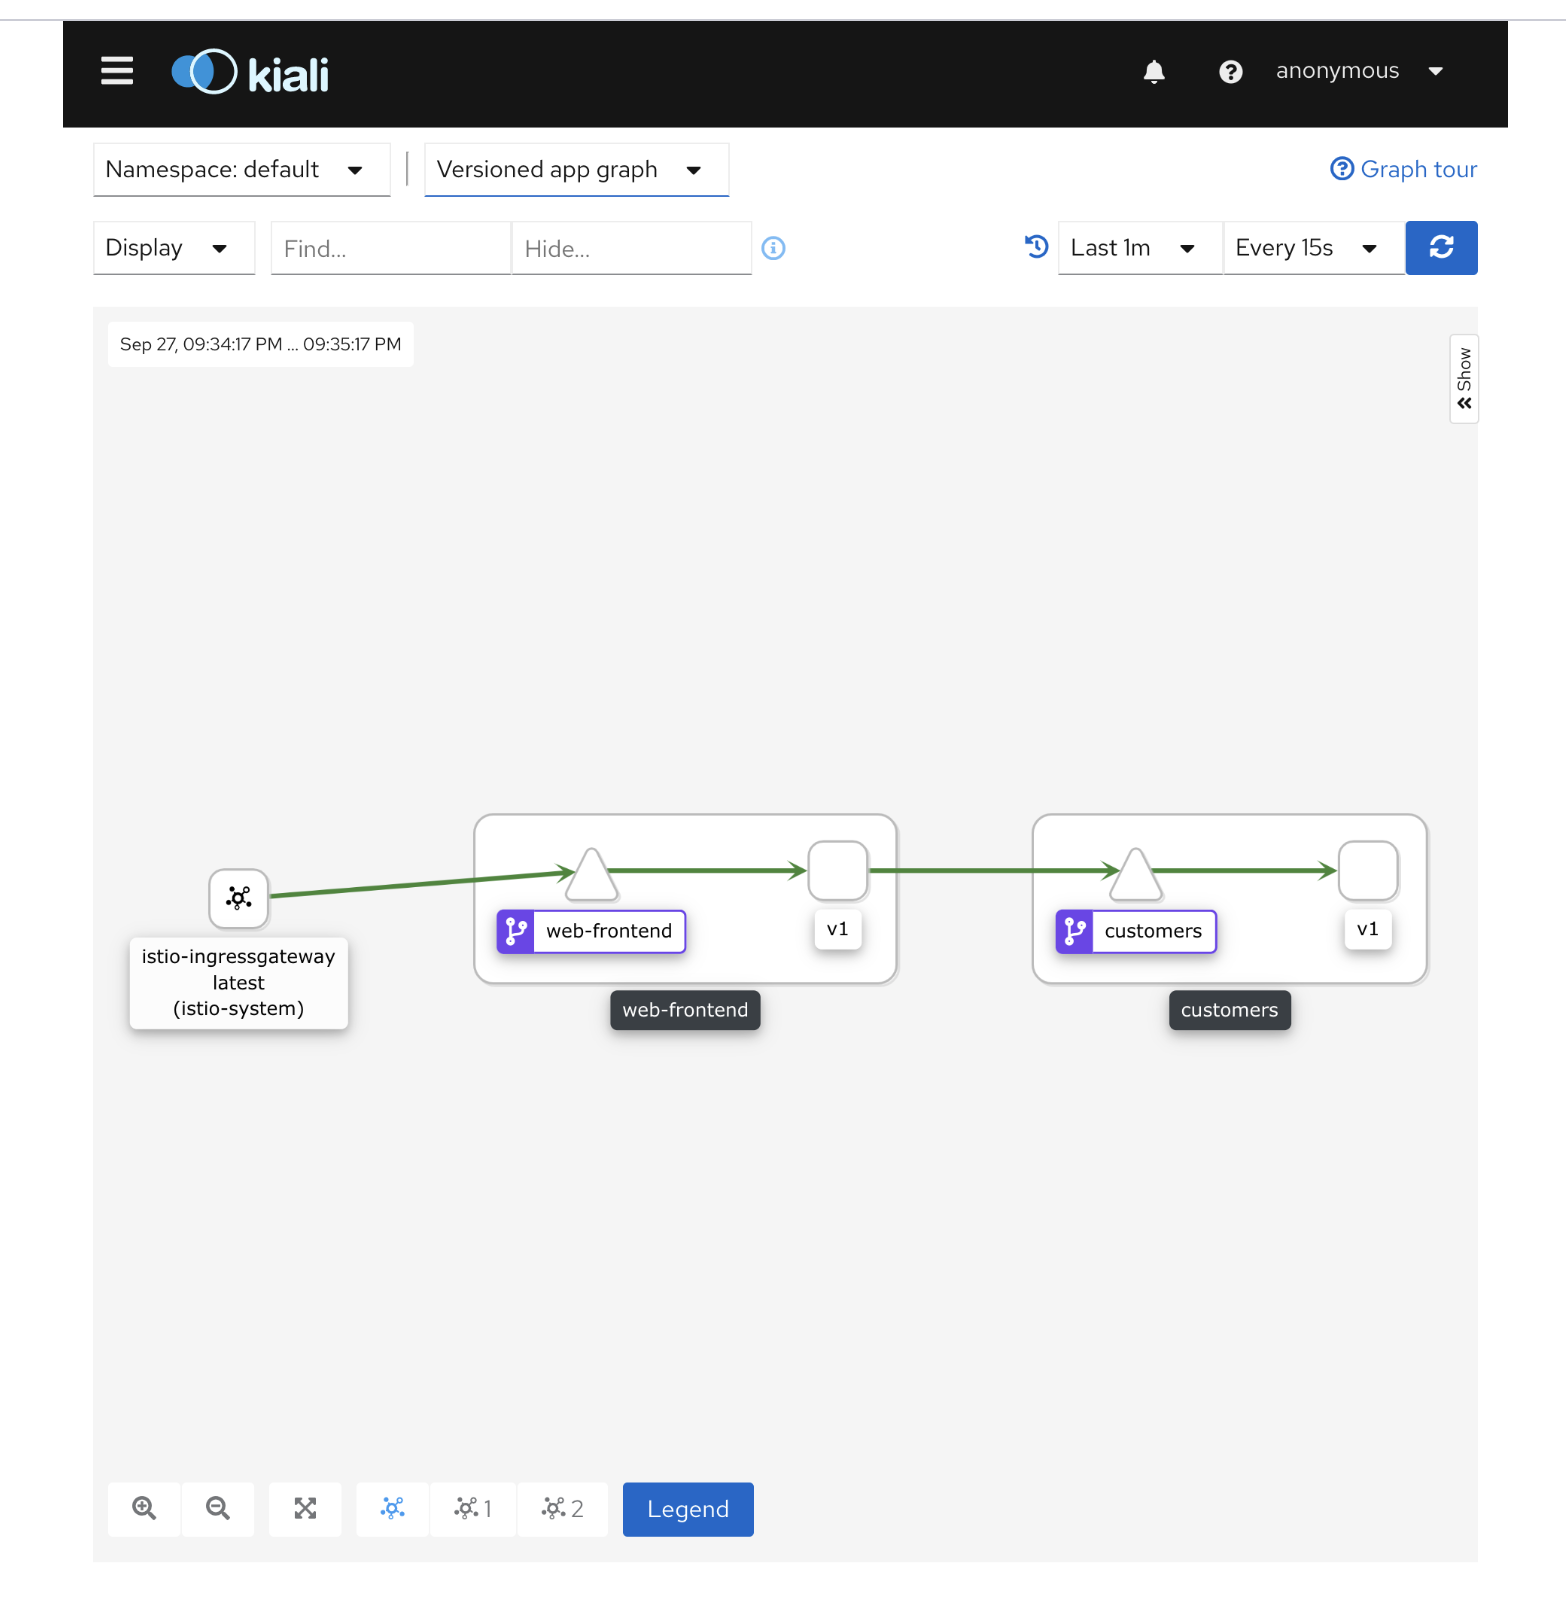 kiali
anonymous
Namespace: default
Versioned app graph
Graph tour
Display
Find...
Hide...
Last 1m
Every 15s
Sep 27, 09:34:17 PM ... 09:35:17 PM
Show
web-frontend
v1
customers
v1
istio-ingressgateway
latest
(istio-system)
web-frontend
customers
1
2
Legend